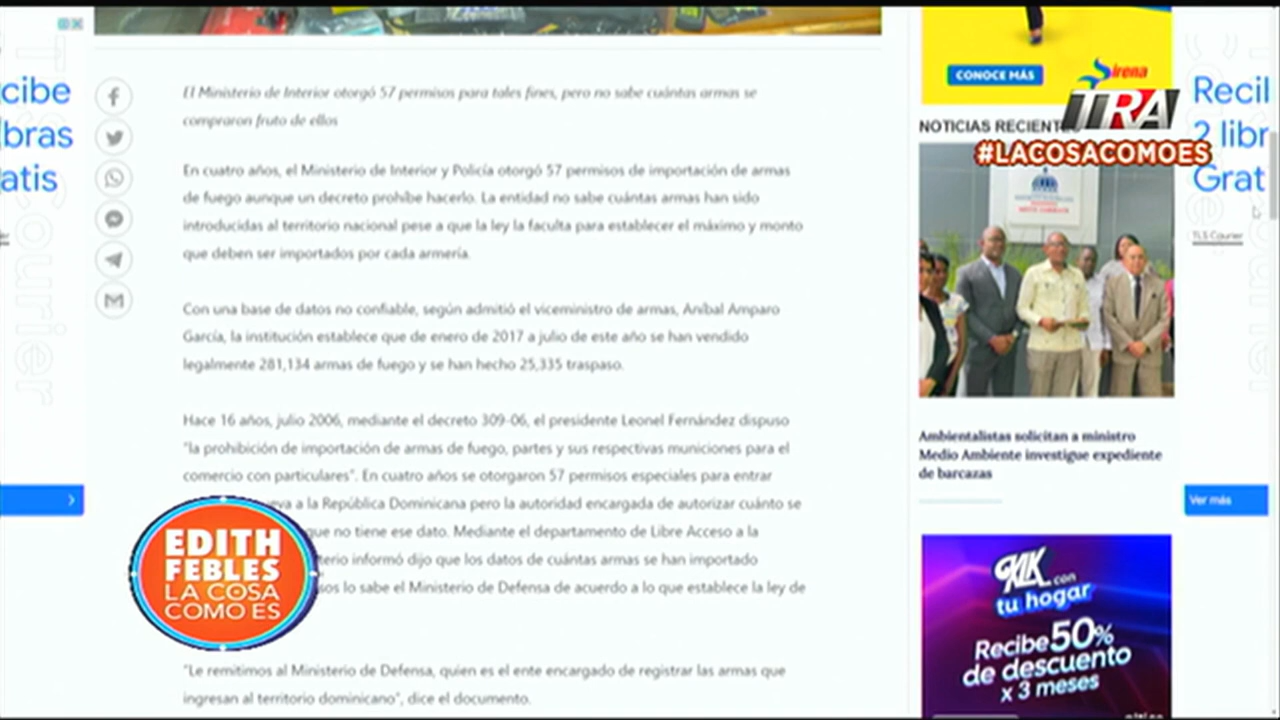 El Ministerio de Interior otorgó 57 permisos para tales fines, pero no sabe cuántas armas se
compraron fruto de ellos
En cuatro años, el Ministerio de Interior y Policía otorgó 57 permisos de importación de armas
de fuego aunque un decreto prohíbe hacerlo. La entidad no sabe cuántas armas han sido
introducidas al territorio nacional pese a que la ley la faculta para establecer el máximo y monto
que deben ser importados por cada armería.
Con una base de datos no confiable, según admitió el viceministro de armas, Aníbal Amparo
García, la institución establece que de enero de 2017 a julio de este año se han vendido
legalmente 281,134 armas de fuego y se han hecho 25,335 traspaso.
Hace 16 años, julio 2006, mediante el decreto 309-06, el presidente Leonel Fernández dispuso
"la prohibición de importación de armas de fuego, partes y sus respectivas municiones para el
comercio con particulares". En cuatro años se otorgaron 57 permisos especiales para entrar
eva a la República Dominicana pero la autoridad encargada de autorizar cuánto se
que no tiene ese dato. Mediante el departamento de Libre Acceso a la
terio informó dijo que los datos de cuántas armas se han importado
sos lo sabe el Ministerio de Defensa de acuerdo a lo que establece la ley de
"Le remitimos al Ministerio de Defensa, quien es el ente encargado de registrar las armas que
ingresan al territorio dominicano", dice el documento.
EDITH
FEBLES
LA COSA
COMO ES
cibe
bras
atis
CONOCE MÁS
Sirena
TRA
NOTICIAS RECIENTE
#LACOSACOMOES
Ambientalistas solicitan a ministro
Medio Ambiente investigue expediente
de barcazas
KLK con
tu hogar
Recibe 50%
de descuento
x 3 meses
Recil
2 libr
Grat
TLS Courier
Ver más